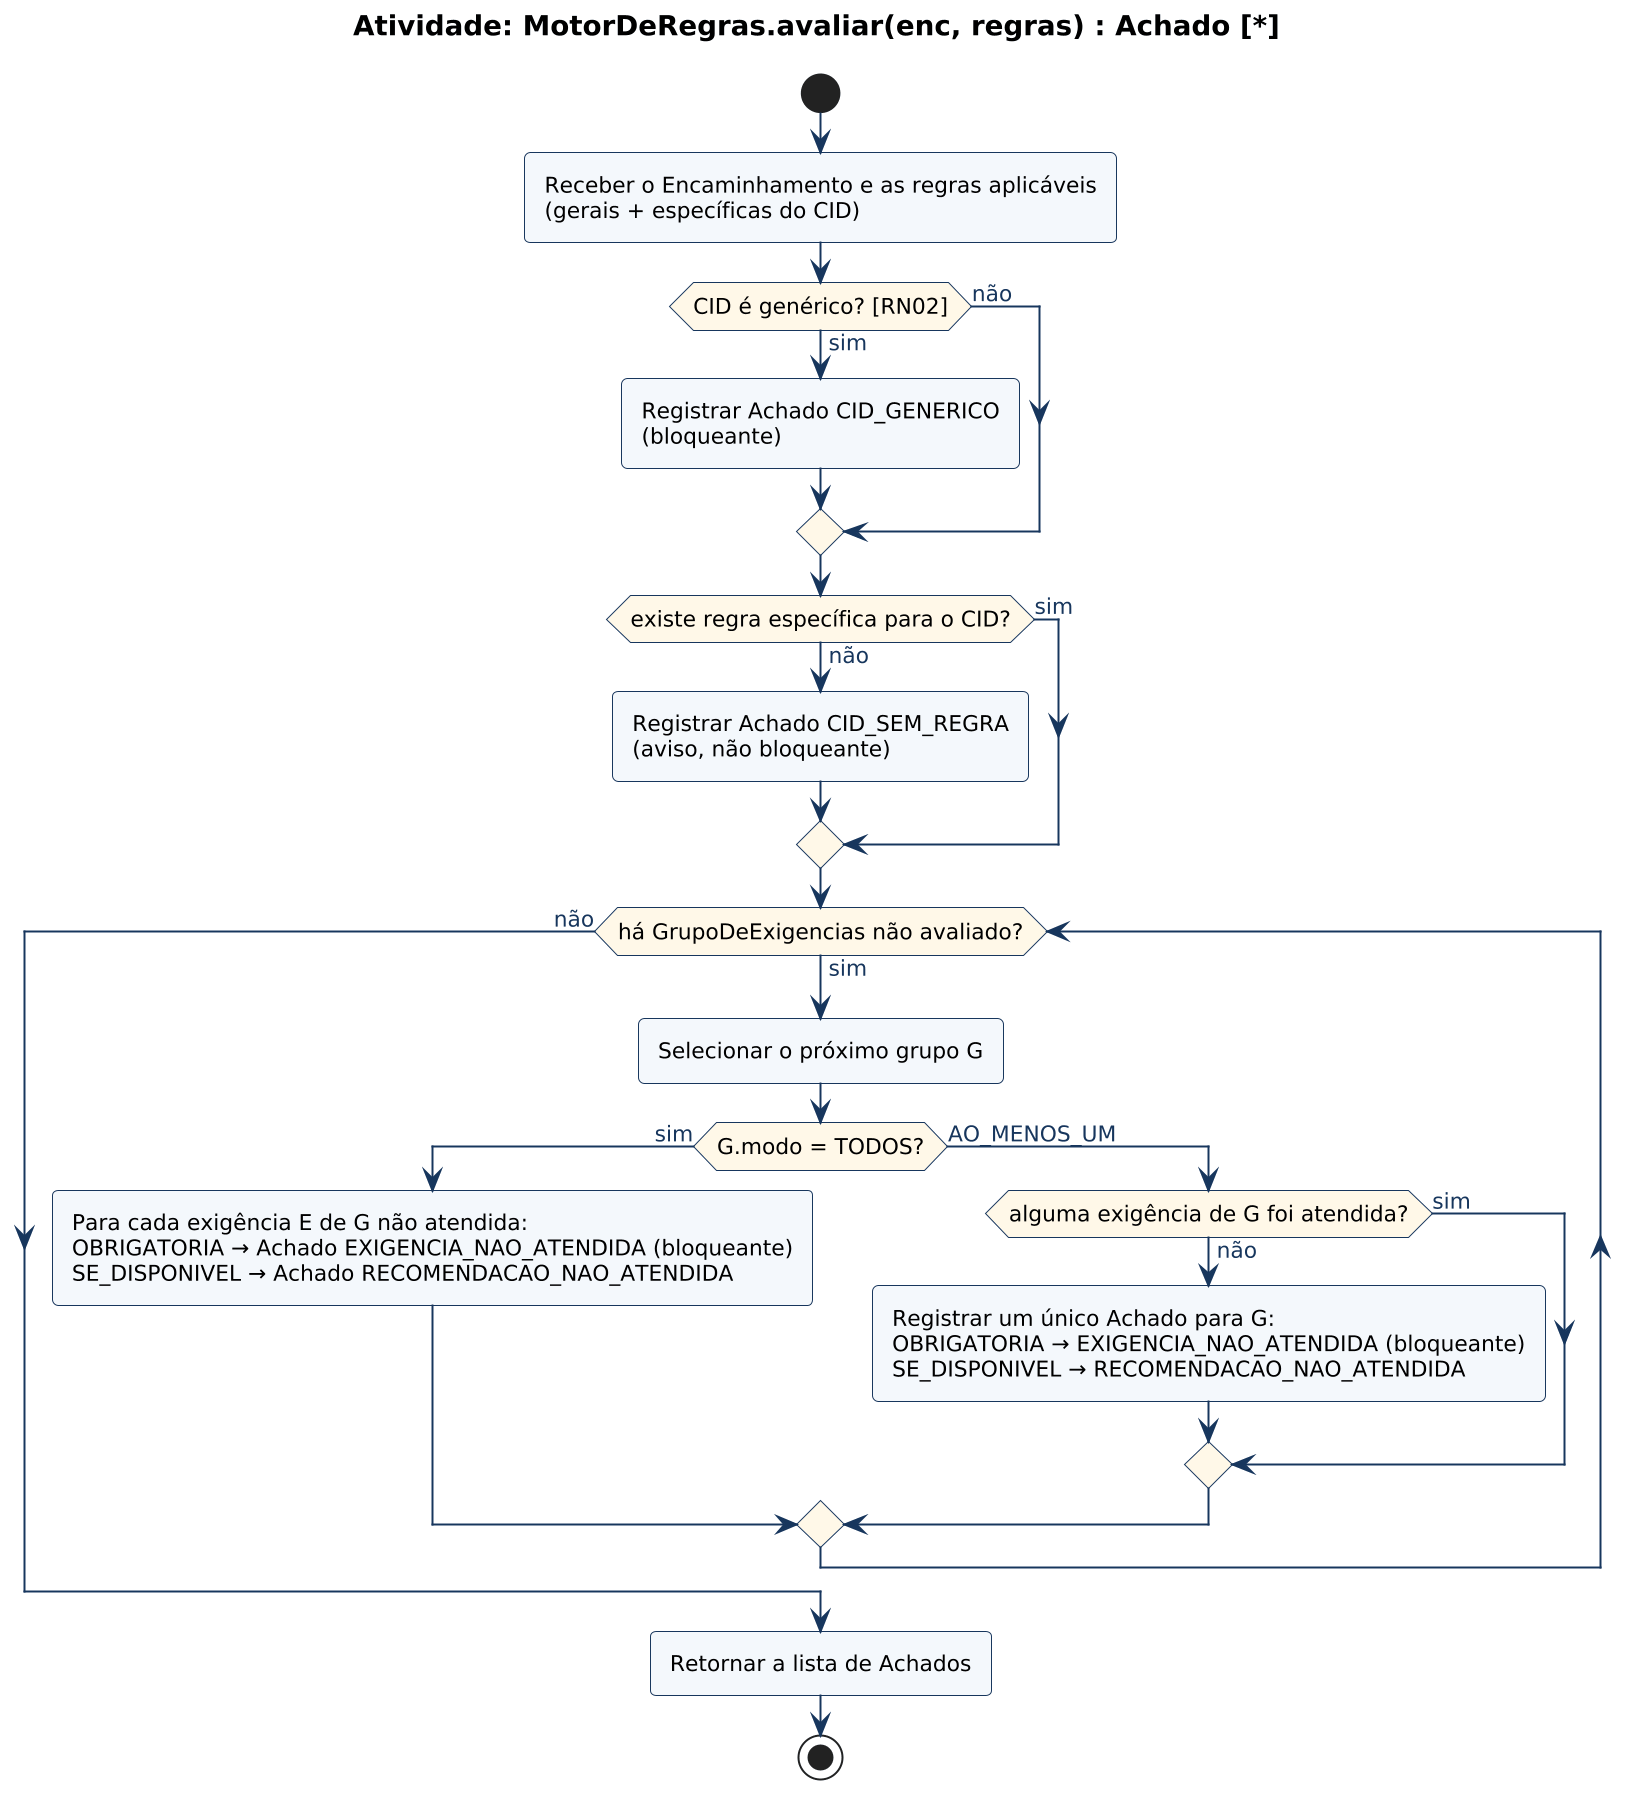 Atividade: MotorDeRegras.avaliar(enc, regras) : Achado [*]
Receber o Encaminhamento e as regras aplicáveis
(gerais + específicas do CID)
CID é genérico? [RN02]
não
sim
Registrar Achado CID_GENERICO
(bloqueante)
existe regra específica para o CID?
sim
não
Registrar Achado CID_SEM_REGRA
(aviso, não bloqueante)
não
há GrupoDeExigencias não avaliado?
sim
Selecionar o próximo grupo G
sim
G.modo = TODOS?
AO_MENOS_UM
Para cada exigência E de G não atendida:
OBRIGATORIA → Achado EXIGENCIA_NAO_ATENDIDA (bloqueante)
SE_DISPONIVEL → Achado RECOMENDACAO_NAO_ATENDIDA
alguma exigência de G foi atendida?
sim
não
Registrar um único Achado para G:
OBRIGATORIA → EXIGENCIA_NAO_ATENDIDA (bloqueante)
SE_DISPONIVEL → RECOMENDACAO_NAO_ATENDIDA
Retornar a lista de Achados